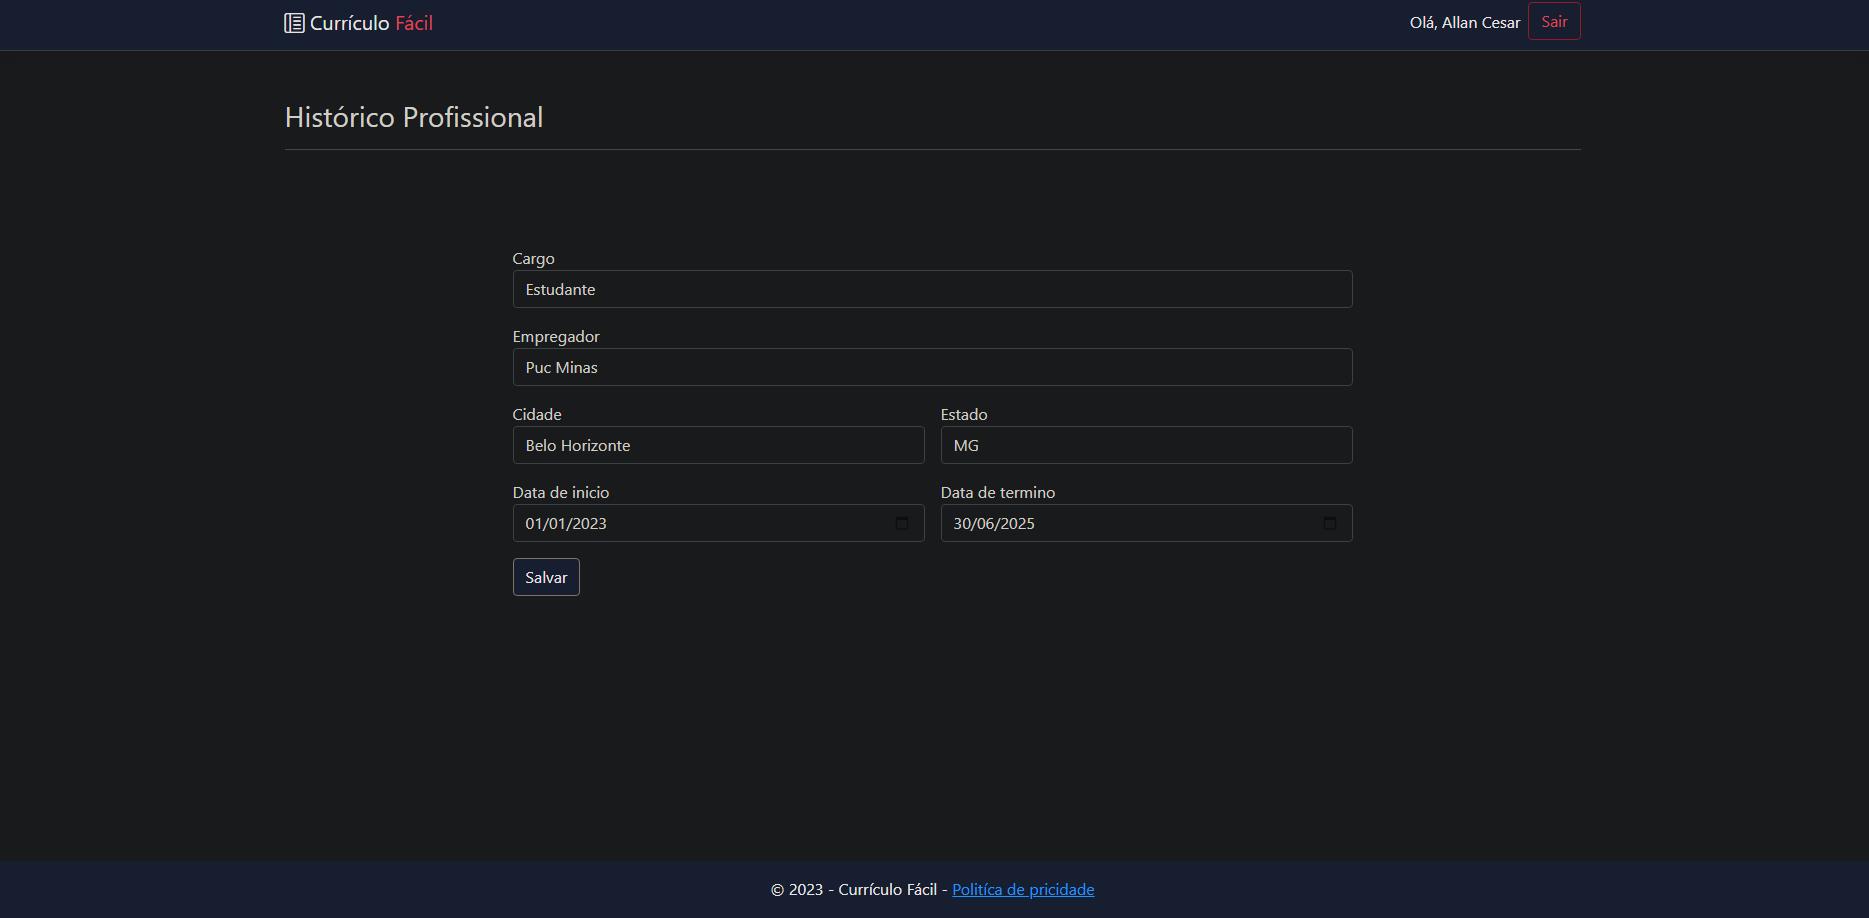 Currículo Fácil
Olá, Allan Cesar Sair
Histórico Profissional
Cargo
Estudante
Empregador
Puc Minas
Cidade Estado
Belo Horizonte MG
Data de inicio Data de termino
01/01/2023 30/06/2025
Salvar
© 2023 - Currículo Fácil - Politíca de pricidade